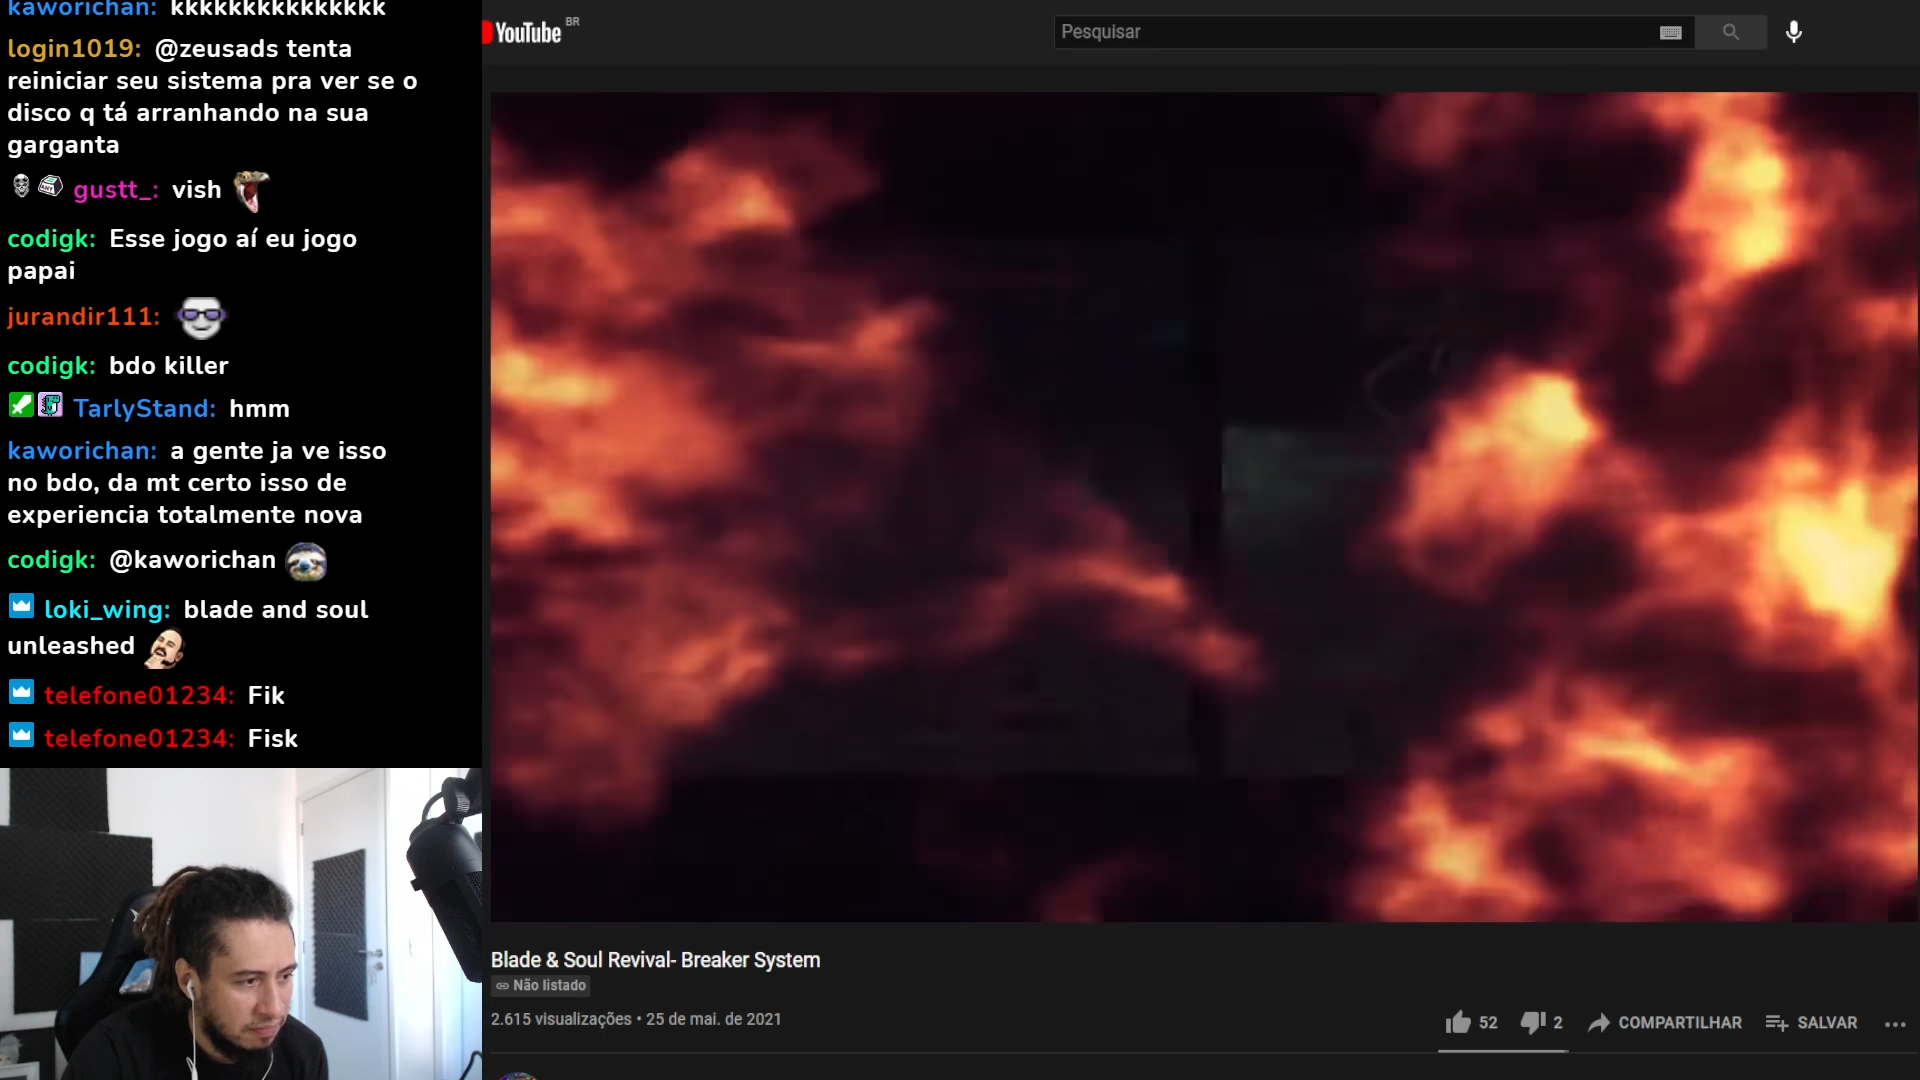 kaworichan: kkkkkkkkkkkkkkk
login1019: @zeusads tenta
reiniciar seu sistema pra ver se o
disco q tá arranhando na sua
garganta
gustt_: vish
codigk: Esse jogo aí eu jogo
papai
jurandir111:
codigk: bdo killer
TarlyStand: hmm
kaworichan: a gente ja ve isso
no bdo, da mt certo isso de
experiencia totalmente nova
codigk: @kaworichan
loki_wing: blade and soul
unleashed
telefone01234: Fik
telefone01234: Fisk
YouTube BR
Pesquisar
Blade & Soul Revival- Breaker System
Não listado
2.615 visualizações • 25 de mai. de 2021
52
2
COMPARTILHAR
SALVAR